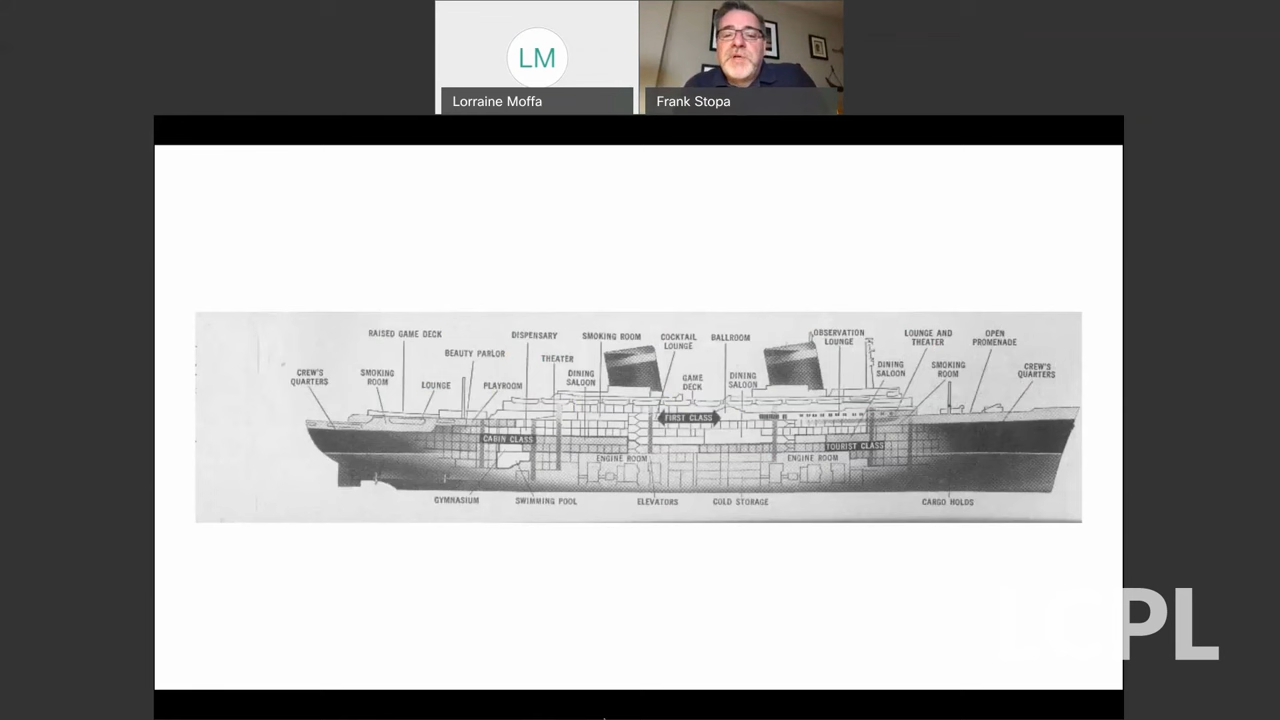 LM
Lorraine Moffa
Frank Stopa
RAISED GAME DECK
DISPENSARY
SMOKING ROOM
COCKTAIL
LOUNGE
BALLROOM
OBSERVATION
LOUNGE
LOUNGE AND
THEATER
OPEN
PROMENADE
BEAUTY PARLOR
THEATER
CREW'S
QUARTERS
SMOKING
ROOM
LOUNGE
PLAYROOM
DINING
SALOON
GAME
DECK
DINING
SALOON
DINING
SALOON
SMOKING
ROOM
CREW'S
QUARTERS
FIRST CLASS
CABIN CLASS
TOURIST CLASS
ENGINE ROOM
ENGINE ROOM
GYMNASIUM
SWIMMING POOL
ELEVATORS
COLD STORAGE
CARGO HOLDS
LCPL